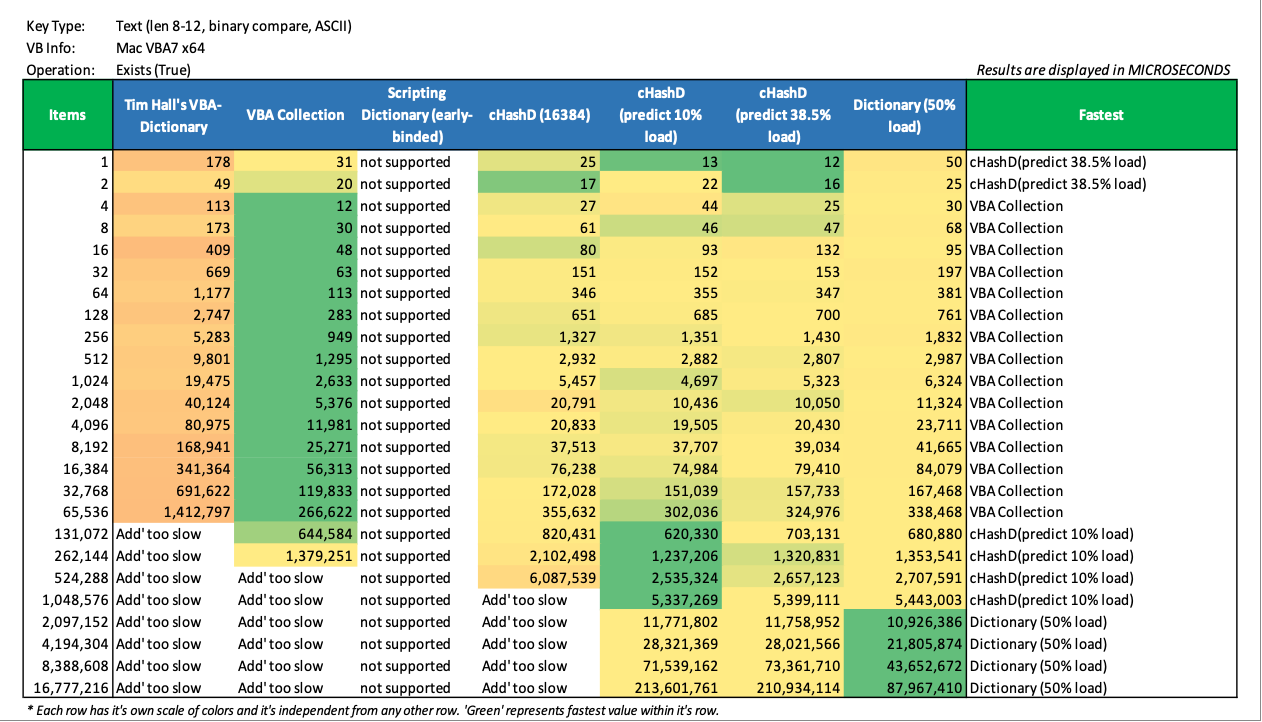 Key Type: Text (len 8-12, binary compare, ASCII)
VB Info: Mac VBA7 x64
Operation: Exists (True) Results are displayed in MICROSECONDS
Items Tim Hall's VBA-Dictionary VBA Collection Scripting Dictionary (early-binded) cHashD (16384) cHashD (predict 10% load) cHashD (predict 38.5% load) Dictionary (50% load) Fastest
1 178 31 not supported 25 13 12 50 cHashD(predict 38.5% load)
2 49 20 not supported 17 22 16 25 cHashD(predict 38.5% load)
4 113 12 not supported 27 44 25 30 VBA Collection
8 173 30 not supported 61 46 47 68 VBA Collection
16 409 48 not supported 80 93 132 95 VBA Collection
32 669 63 not supported 151 152 153 197 VBA Collection
64 1,177 113 not supported 346 355 347 381 VBA Collection
128 2,747 283 not supported 651 685 700 761 VBA Collection
256 5,283 949 not supported 1,327 1,351 1,430 1,832 VBA Collection
512 9,801 1,295 not supported 2,932 2,882 2,807 2,987 VBA Collection
1,024 19,475 2,633 not supported 5,457 4,697 5,323 6,324 VBA Collection
2,048 40,124 5,376 not supported 20,791 10,436 10,050 11,324 VBA Collection
4,096 80,975 11,981 not supported 20,833 19,505 20,430 23,711 VBA Collection
8,192 168,941 25,271 not supported 37,513 37,707 39,034 41,665 VBA Collection
16,384 341,364 56,313 not supported 76,238 74,984 79,410 84,079 VBA Collection
32,768 691,622 119,833 not supported 172,028 151,039 157,733 167,468 VBA Collection
65,536 1,412,797 266,622 not supported 355,632 302,036 324,976 338,468 VBA Collection
131,072 Add' too slow 644,584 not supported 820,431 620,330 703,131 680,880 cHashD(predict 10% load)
262,144 Add' too slow 1,379,251 not supported 2,102,498 1,237,206 1,320,831 1,353,541 cHashD(predict 10% load)
524,288 Add' too slow Add' too slow not supported 6,087,539 2,535,324 2,657,123 2,707,591 cHashD(predict 10% load)
1,048,576 Add' too slow Add' too slow not supported Add' too slow 5,337,269 5,399,111 5,443,003 cHashD(predict 10% load)
2,097,152 Add' too slow Add' too slow not supported Add' too slow 11,771,802 11,758,952 10,926,386 Dictionary (50% load)
4,194,304 Add' too slow Add' too slow not supported Add' too slow 28,321,369 28,021,566 21,805,874 Dictionary (50% load)
8,388,608 Add' too slow Add' too slow not supported Add' too slow 71,539,162 73,361,710 43,652,672 Dictionary (50% load)
16,777,216 Add' too slow Add' too slow not supported Add' too slow 213,601,761 210,934,114 87,967,410 Dictionary (50% load)
* Each row has it's own scale of colors and it's independent from any other row. 'Green' represents fastest value within it's row.